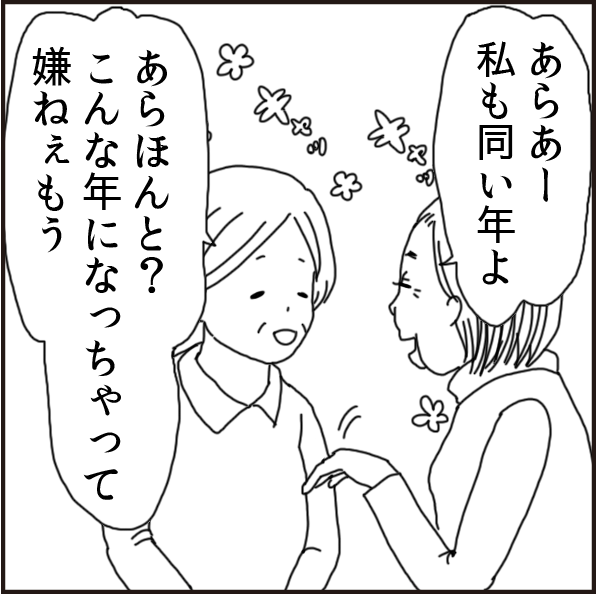 あらあー
私も同い年よ
あらほんと?
こんな年になっちゃって
嫌ねぇもう